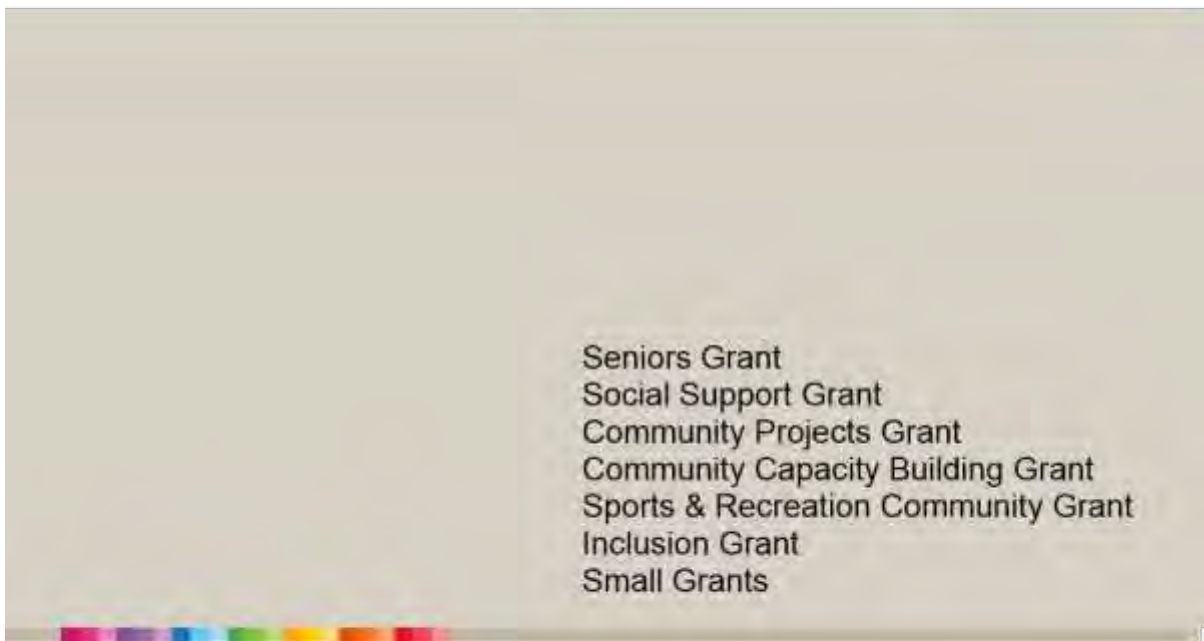 Seniors Grant
Social Support Grant
Community Projects Grant
Community Capacity Building Grant
Sports & Recreation Community Grant
Inclusion Grant
Small Grants